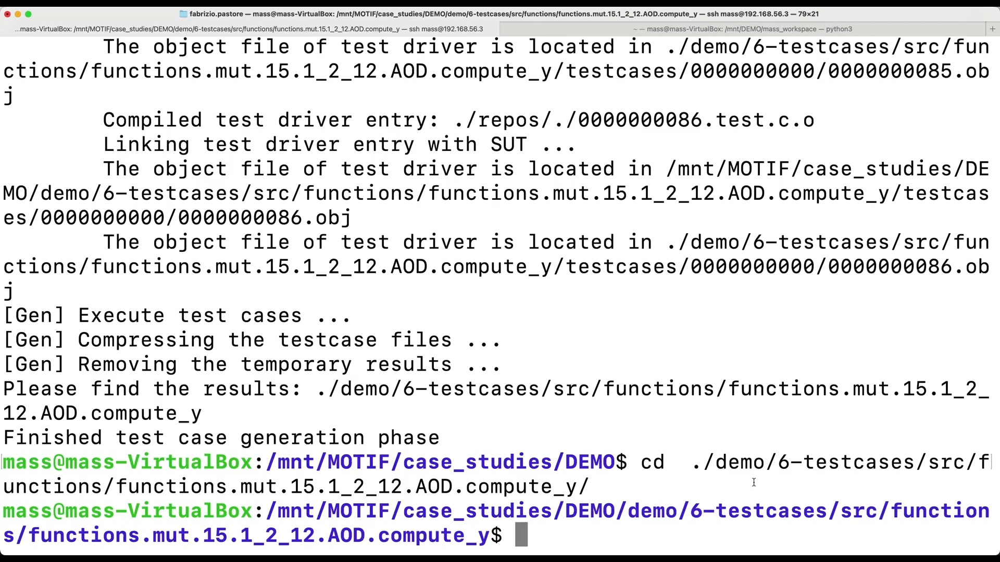 fabrizio.pastore — mass@mass-VirtualBox: /mnt/MOTIF/case_studies/DEMO/demo/6-testcases/src/functions/functions.mut.15.1_2_12.AOD.compute_y — ssh mass@192.168.56.3 — 79×21
...mass-VirtualBox: /mnt/MOTIF/case_studies/DEMO/demo/6-testcases/src/functions/functions.mut.15.1_2_12.AOD.compute_y — ssh mass@192.168.56.3
~ — mass@mass-VirtualBox: /mnt/DEMO/mass_workspace — python3
+
The object file of test driver is located in ./demo/6-testcases/src/fun
ctions/functions.mut.15.1_2_12.AOD.compute_y/testcases/0000000000/0000000085.ob
j
Compiled test driver entry: ./repos/./0000000086.test.c.o
Linking test driver entry with SUT ...
The object file of test driver is located in /mnt/MOTIF/case_studies/DE
MO/demo/6-testcases/src/functions/functions.mut.15.1_2_12.AOD.compute_y/testcas
es/0000000000/0000000086.obj
The object file of test driver is located in ./demo/6-testcases/src/fun
ctions/functions.mut.15.1_2_12.AOD.compute_y/testcases/0000000000/0000000086.ob
j
[Gen] Execute test cases ...
[Gen] Compressing the testcase files ...
[Gen] Removing the temporary results ...
Please find the results: ./demo/6-testcases/src/functions/functions.mut.15.1_2_
12.AOD.compute_y
Finished test case generation phase
mass@mass-VirtualBox:/mnt/MOTIF/case_studies/DEMO$ cd  ./demo/6-testcases/src/f
unctions/functions.mut.15.1_2_12.AOD.compute_y/
mass@mass-VirtualBox:/mnt/MOTIF/case_studies/DEMO/demo/6-testcases/src/function
s/functions.mut.15.1_2_12.AOD.compute_y$